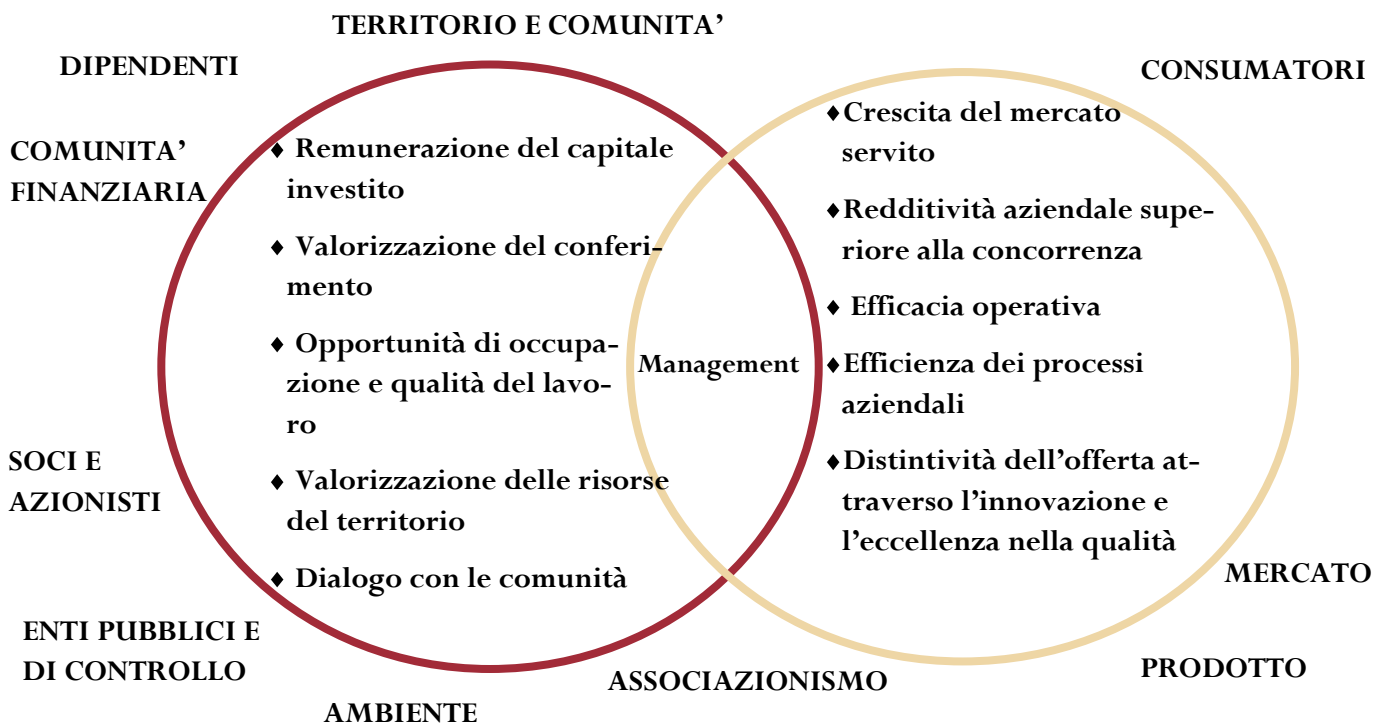 TERRITORIO E COMUNITA’
DIPENDENTI
CONSUMATORI
COMUNITA’
FINANZIARIA
♦ Remunerazione del capitale
investito
♦ Valorizzazione del conferi-
mento
♦ Opportunità di occupa-
zione e qualità del lavo-
ro
♦ Valorizzazione delle risorse
del territorio
♦ Dialogo con le comunità
Management
♦Crescita del mercato
servito
♦Redditività aziendale supe-
riore alla concorrenza
♦ Efficacia operativa
♦Efficienza dei processi
aziendali
♦Distintività dell’offerta at-
traverso l’innovazione e
l’eccellenza nella qualità
SOCI E
AZIONISTI
MERCATO
ENTI PUBBLICI E
DI CONTROLLO
PRODOTTO
ASSOCIAZIONISMO
AMBIENTE